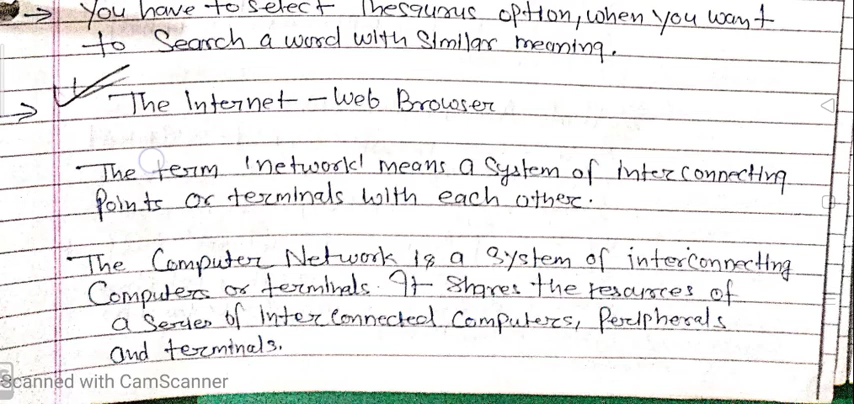 → You have to select Thesaurus option, when you want
to Search a word with Similar meaning.
→ The Internet – Web Browser
The term 'network' means a System of interconnecting
Points or terminals with each other.
The Computer Network is a System of interconnecting
Computers or terminals. It Shares the resources of
a Series of interconnected Computers, Peripherals
and terminals.
Scanned with CamScanner